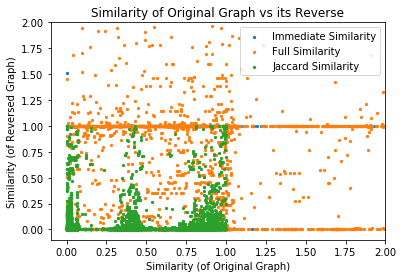 Similarity of Original Graph vs its Reverse
Immediate Similarity
Full Similarity
Jaccard Similarity
Similarity (of Reversed Graph)
2.00
1.75
1.50
1.25
1.00
0.75
0.50
0.25
0.00
0.00 0.25 0.50 0.75 1.00 1.25 1.50 1.75 2.00
Similarity (of Original Graph)